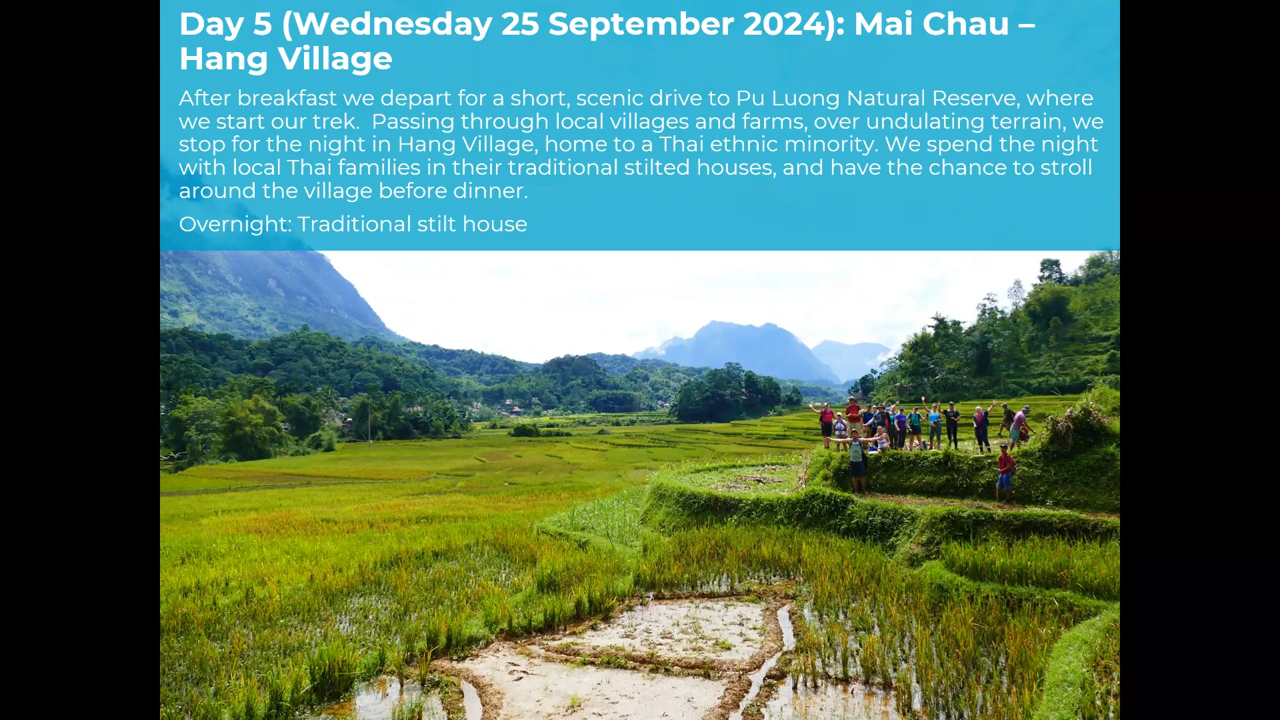 Day 5 (Wednesday 25 September 2024): Mai Chau –
Hang Village
After breakfast we depart for a short, scenic drive to Pu Luong Natural Reserve, where
we start our trek.  Passing through local villages and farms, over undulating terrain, we
stop for the night in Hang Village, home to a Thai ethnic minority. We spend the night
with local Thai families in their traditional stilted houses, and have the chance to stroll
around the village before dinner.
Overnight: Traditional stilt house